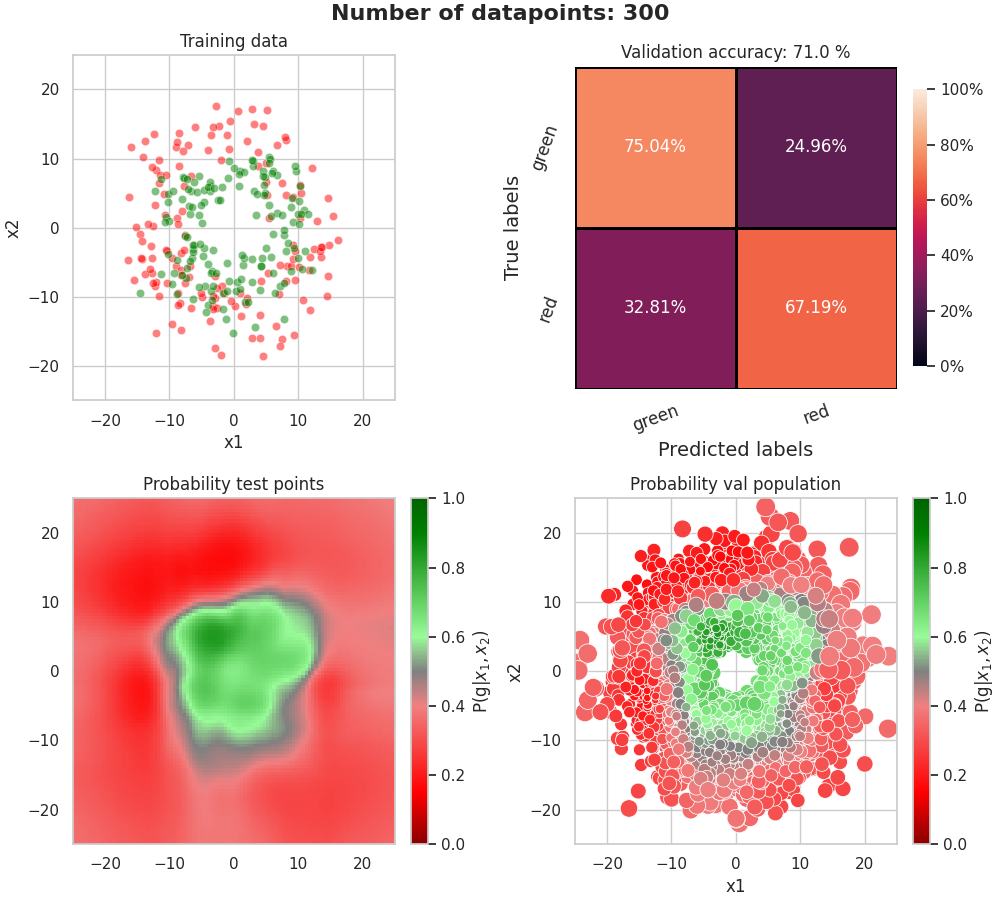 Number of datapoints: 300
Training data
20
10
0
−10
−20
x2
−20 −10 0 10 20
x1
Validation accuracy: 71.0 %
True labels
green
red
75.04% 24.96%
32.81% 67.19%
green red
Predicted labels
100%
80%
60%
40%
20%
0%
Probability test points
20
10
0
−10
−20
−20 −10 0 10 20
1.0
0.8
0.6
0.4
0.2
0.0
P(g|x₁, x₂)
Probability val population
x2
20
10
0
−10
−20
−20 −10 0 10 20
x1
1.0
0.8
0.6
0.4
0.2
0.0
P(g|x₁, x₂)